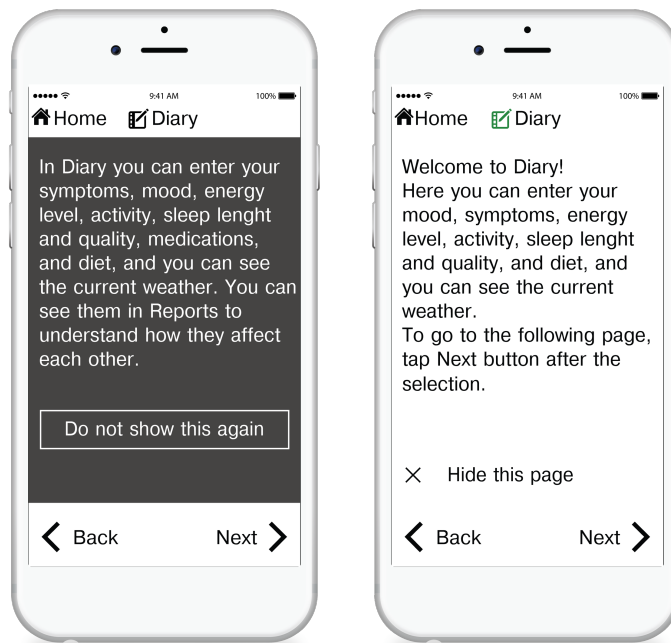 9:41 AM 100%
Home Diary
In Diary you can enter your
symptoms, mood, energy
level, activity, sleep lenght
and quality, medications,
and diet, and you can see
the current weather. You can
see them in Reports to
understand how they affect
each other.
Do not show this again
Back Next
9:41 AM 100%
Home Diary
Welcome to Diary!
Here you can enter your
mood, symptoms, energy
level, activity, sleep lenght
and quality, and diet, and
you can see the current
weather.
To go to the following page,
tap Next button after the
selection.
Hide this page
Back Next